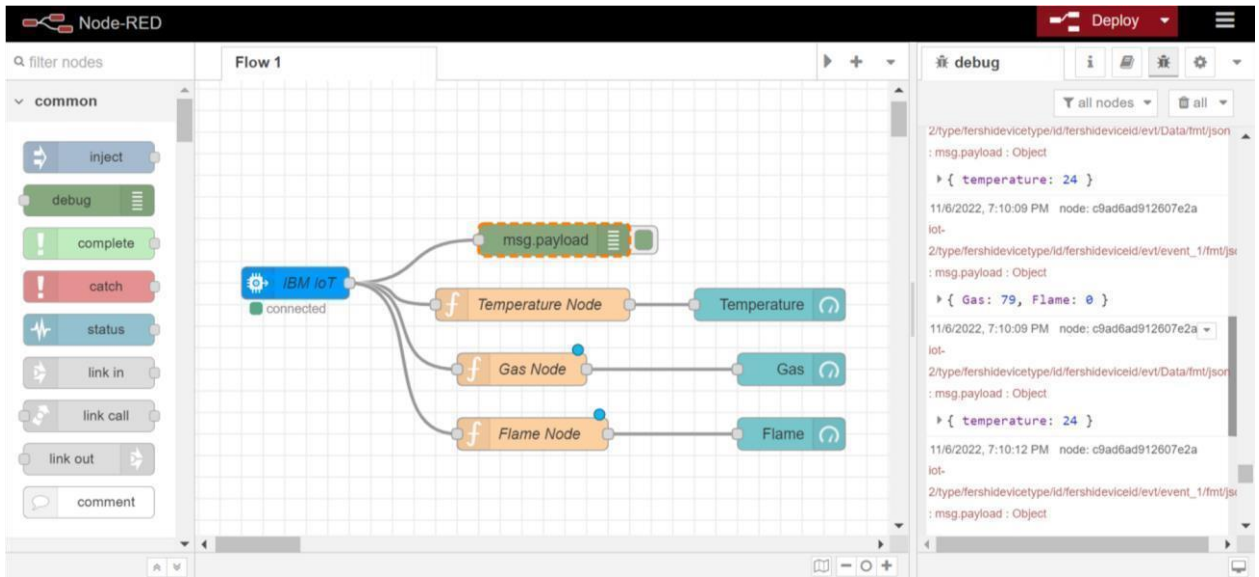 Node-RED
Deploy
filter nodes
common
inject
debug
complete
catch
status
link in
link call
link out
comment
Flow 1
msg.payload
IBM IoT
connected
Temperature Node
Temperature
Gas Node
Gas
Flame Node
Flame
debug
i
all nodes
all
2/type/fershidevicetype/id/fershideviceid/evt/Data/fmt/json
: msg.payload : Object
{ temperature: 24 }
11/6/2022, 7:10:09 PM node: c9ad6ad912607e2a
iot-
2/type/fershidevicetype/id/fershideviceid/evt/event_1/fmt/jso
: msg.payload : Object
{ Gas: 79, Flame: 0 }
11/6/2022, 7:10:09 PM node: c9ad6ad912607e2a
iot-
2/type/fershidevicetype/id/fershideviceid/evt/Data/fmt/json
: msg.payload : Object
{ temperature: 24 }
11/6/2022, 7:10:12 PM node: c9ad6ad912607e2a
iot-
2/type/fershidevicetype/id/fershideviceid/evt/event_1/fmt/jso
: msg.payload : Object